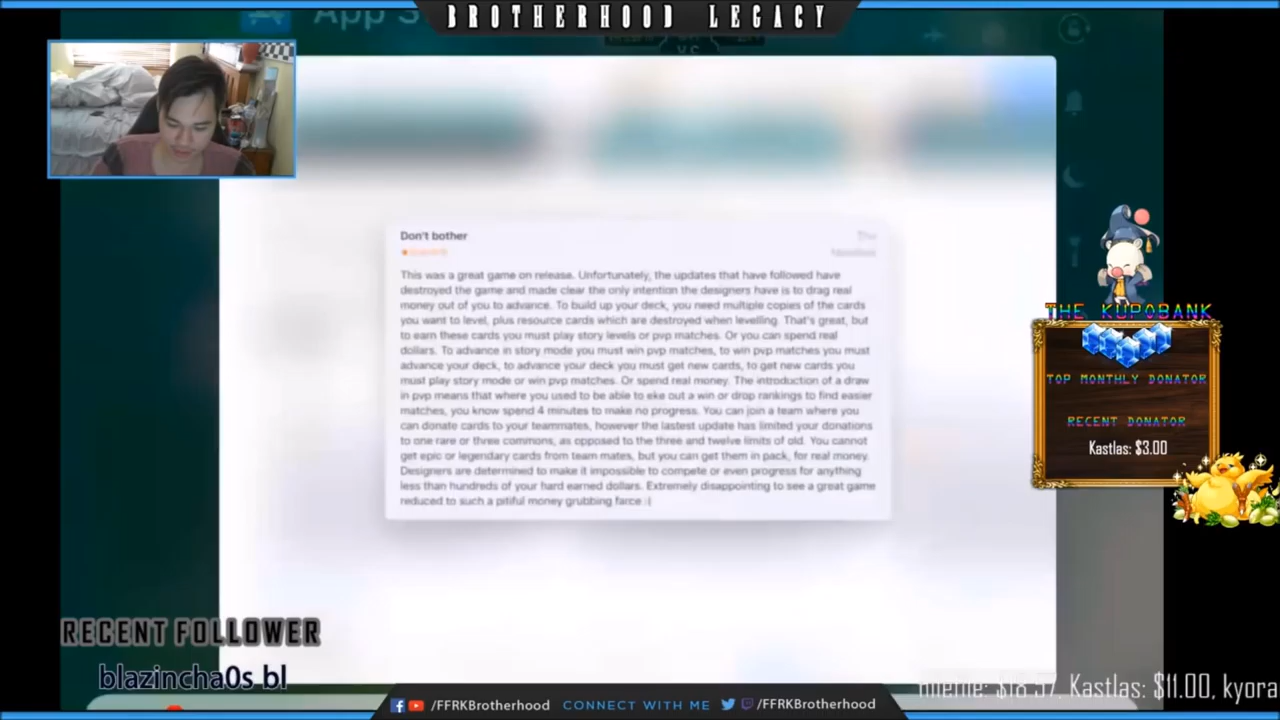 BROTHERHOOD LEGACY
App S
VS
Don't bother
The
This was a great game on release. Unfortunately, the updates that have followed have
destroyed the game and made clear the only intention the designers have is to drag real
money out of you to advance. To build up your deck, you need multiple copies of the cards
you want to level, plus resource cards which are destroyed when levelling. That's great, but
to earn these cards you must play story levels or pvp matches. Or you can spend real
dollars. To advance in story mode you must win pvp matches, to win pvp matches you must
advance your deck, to advance your deck you must get new cards, to get new cards you
must play story mode or win pvp matches. Or spend real money. The introduction of a draw
in pvp means that where you used to be able to eke out a win or drop rankings to find easier
matches, you know spend 4 minutes to make no progress. You can join a team where you
can donate cards to your teammates, however the lastest update has limited your donations
to one rare or three commons, as opposed to the three and twelve limits of old. You cannot
get epic or legendary cards from team mates, but you can get them in pack, for real money.
Designers are determined to make it impossible to compete or even progress for anything
less than hundreds of your hard earned dollars. Extremely disappointing to see a great game
reduced to such a pitiful money grubbing farce :(
THE KUPOBANK
TOP MONTHLY DONATOR
RECENT DONATOR
Kastlas: $3.00
RECENT FOLLOWER
blazincha0s bl
Kastlas: $11.00, kyora
/FFRKBrotherhood CONNECT WITH ME /FFRKBrotherhood